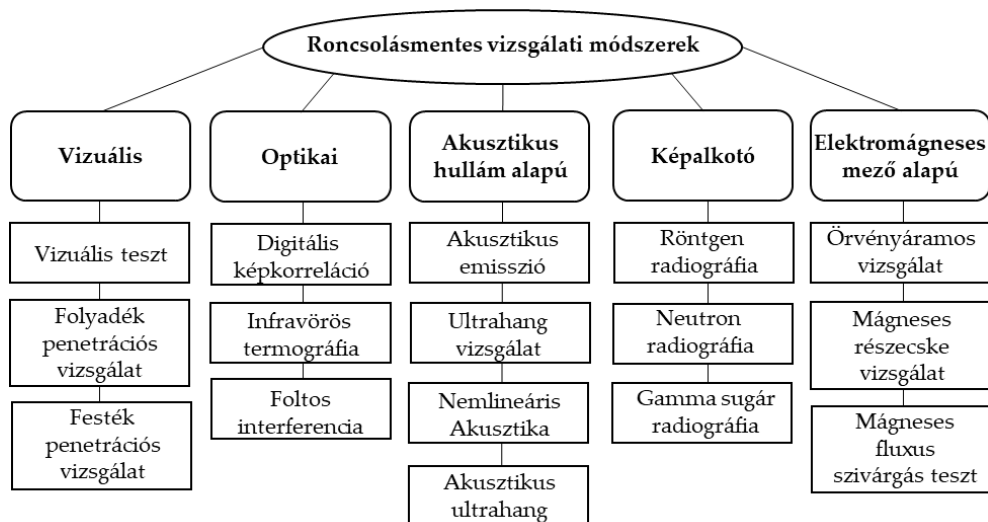 Roncsolásmentes vizsgálati módszerek
Vizuális
Vizuális teszt
Folyadék
penetrációs
vizsgálat
Festék
penetrációs
vizsgálat
Optikai
Digitális
képkorreláció
Infravörös
termográfia
Foltos
interferencia
Akusztikus
hullám alapú
Akusztikus
emisszió
Ultrahang
vizsgálat
Nemlineáris
Akusztika
Akusztikus
ultrahang
Képalkotó
Röntgen
radiográfia
Neutron
radiográfia
Gamma sugár
radiográfia
Elektromágneses
mező alapú
Örvényáramos
vizsgálat
Mágneses
részecske
vizsgálat
Mágneses
fluxus
szivárgás teszt